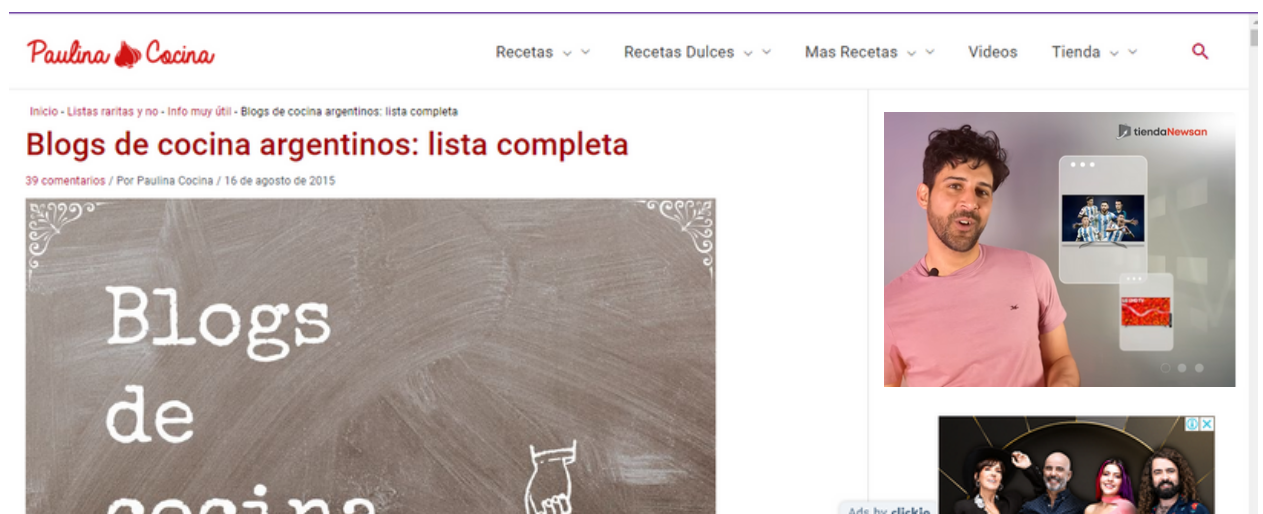 Paulina Cocina
Recetas
Recetas Dulces
Mas Recetas
Videos
Tienda
Inicio - Listas raritas y no - Info muy útil - Blogs de cocina argentinos: lista completa
Blogs de cocina argentinos: lista completa
39 comentarios / Por Paulina Cocina / 16 de agosto de 2015
Blogs
de
cocina
tiendaNewsan
Ads by clickio